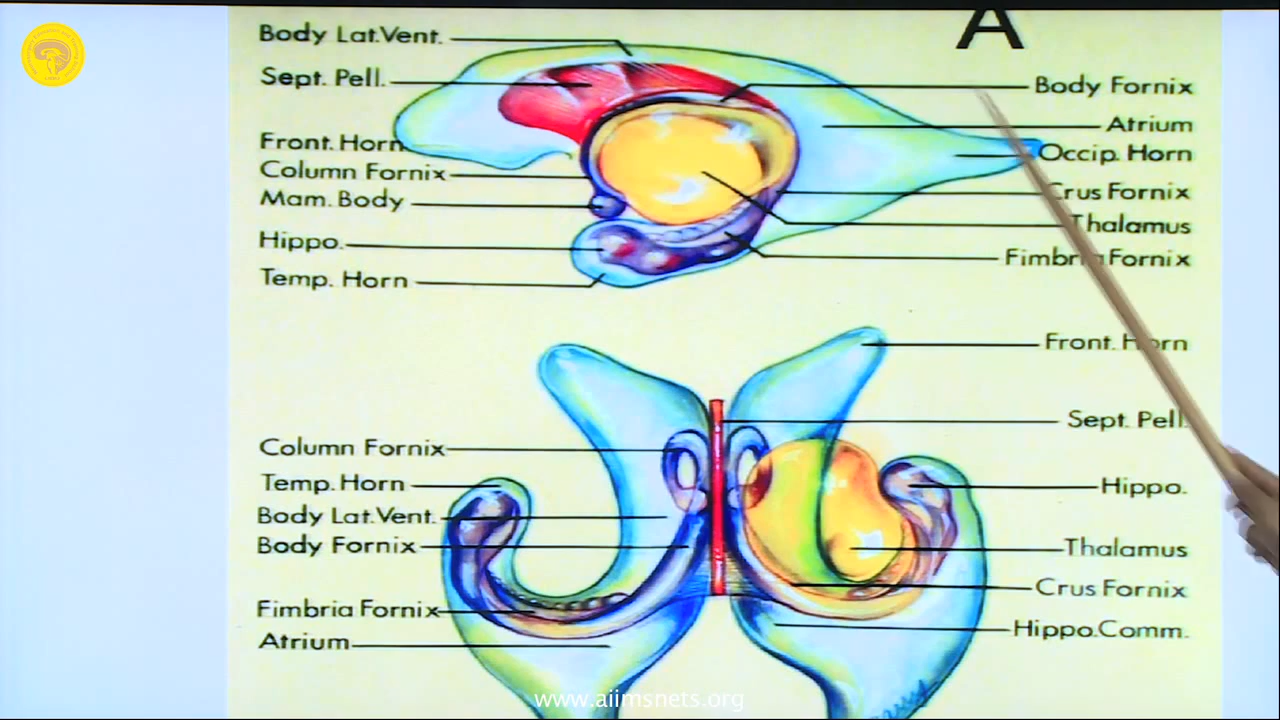 A
Body Lat.Vent.
Sept. Pell.
Front. Horn
Column Fornix
Mam. Body
Hippo.
Temp. Horn
Body Fornix
Atrium
Occip. Horn
Crus Fornix
Thalamus
Fimbria Fornix
Column Fornix
Temp. Horn
Body Lat.Vent.
Body Fornix
Fimbria Fornix
Atrium
Front. Horn
Sept. Pell.
Hippo.
Thalamus
Crus Fornix
Hippo.Comm.
www.aiimsnets.org